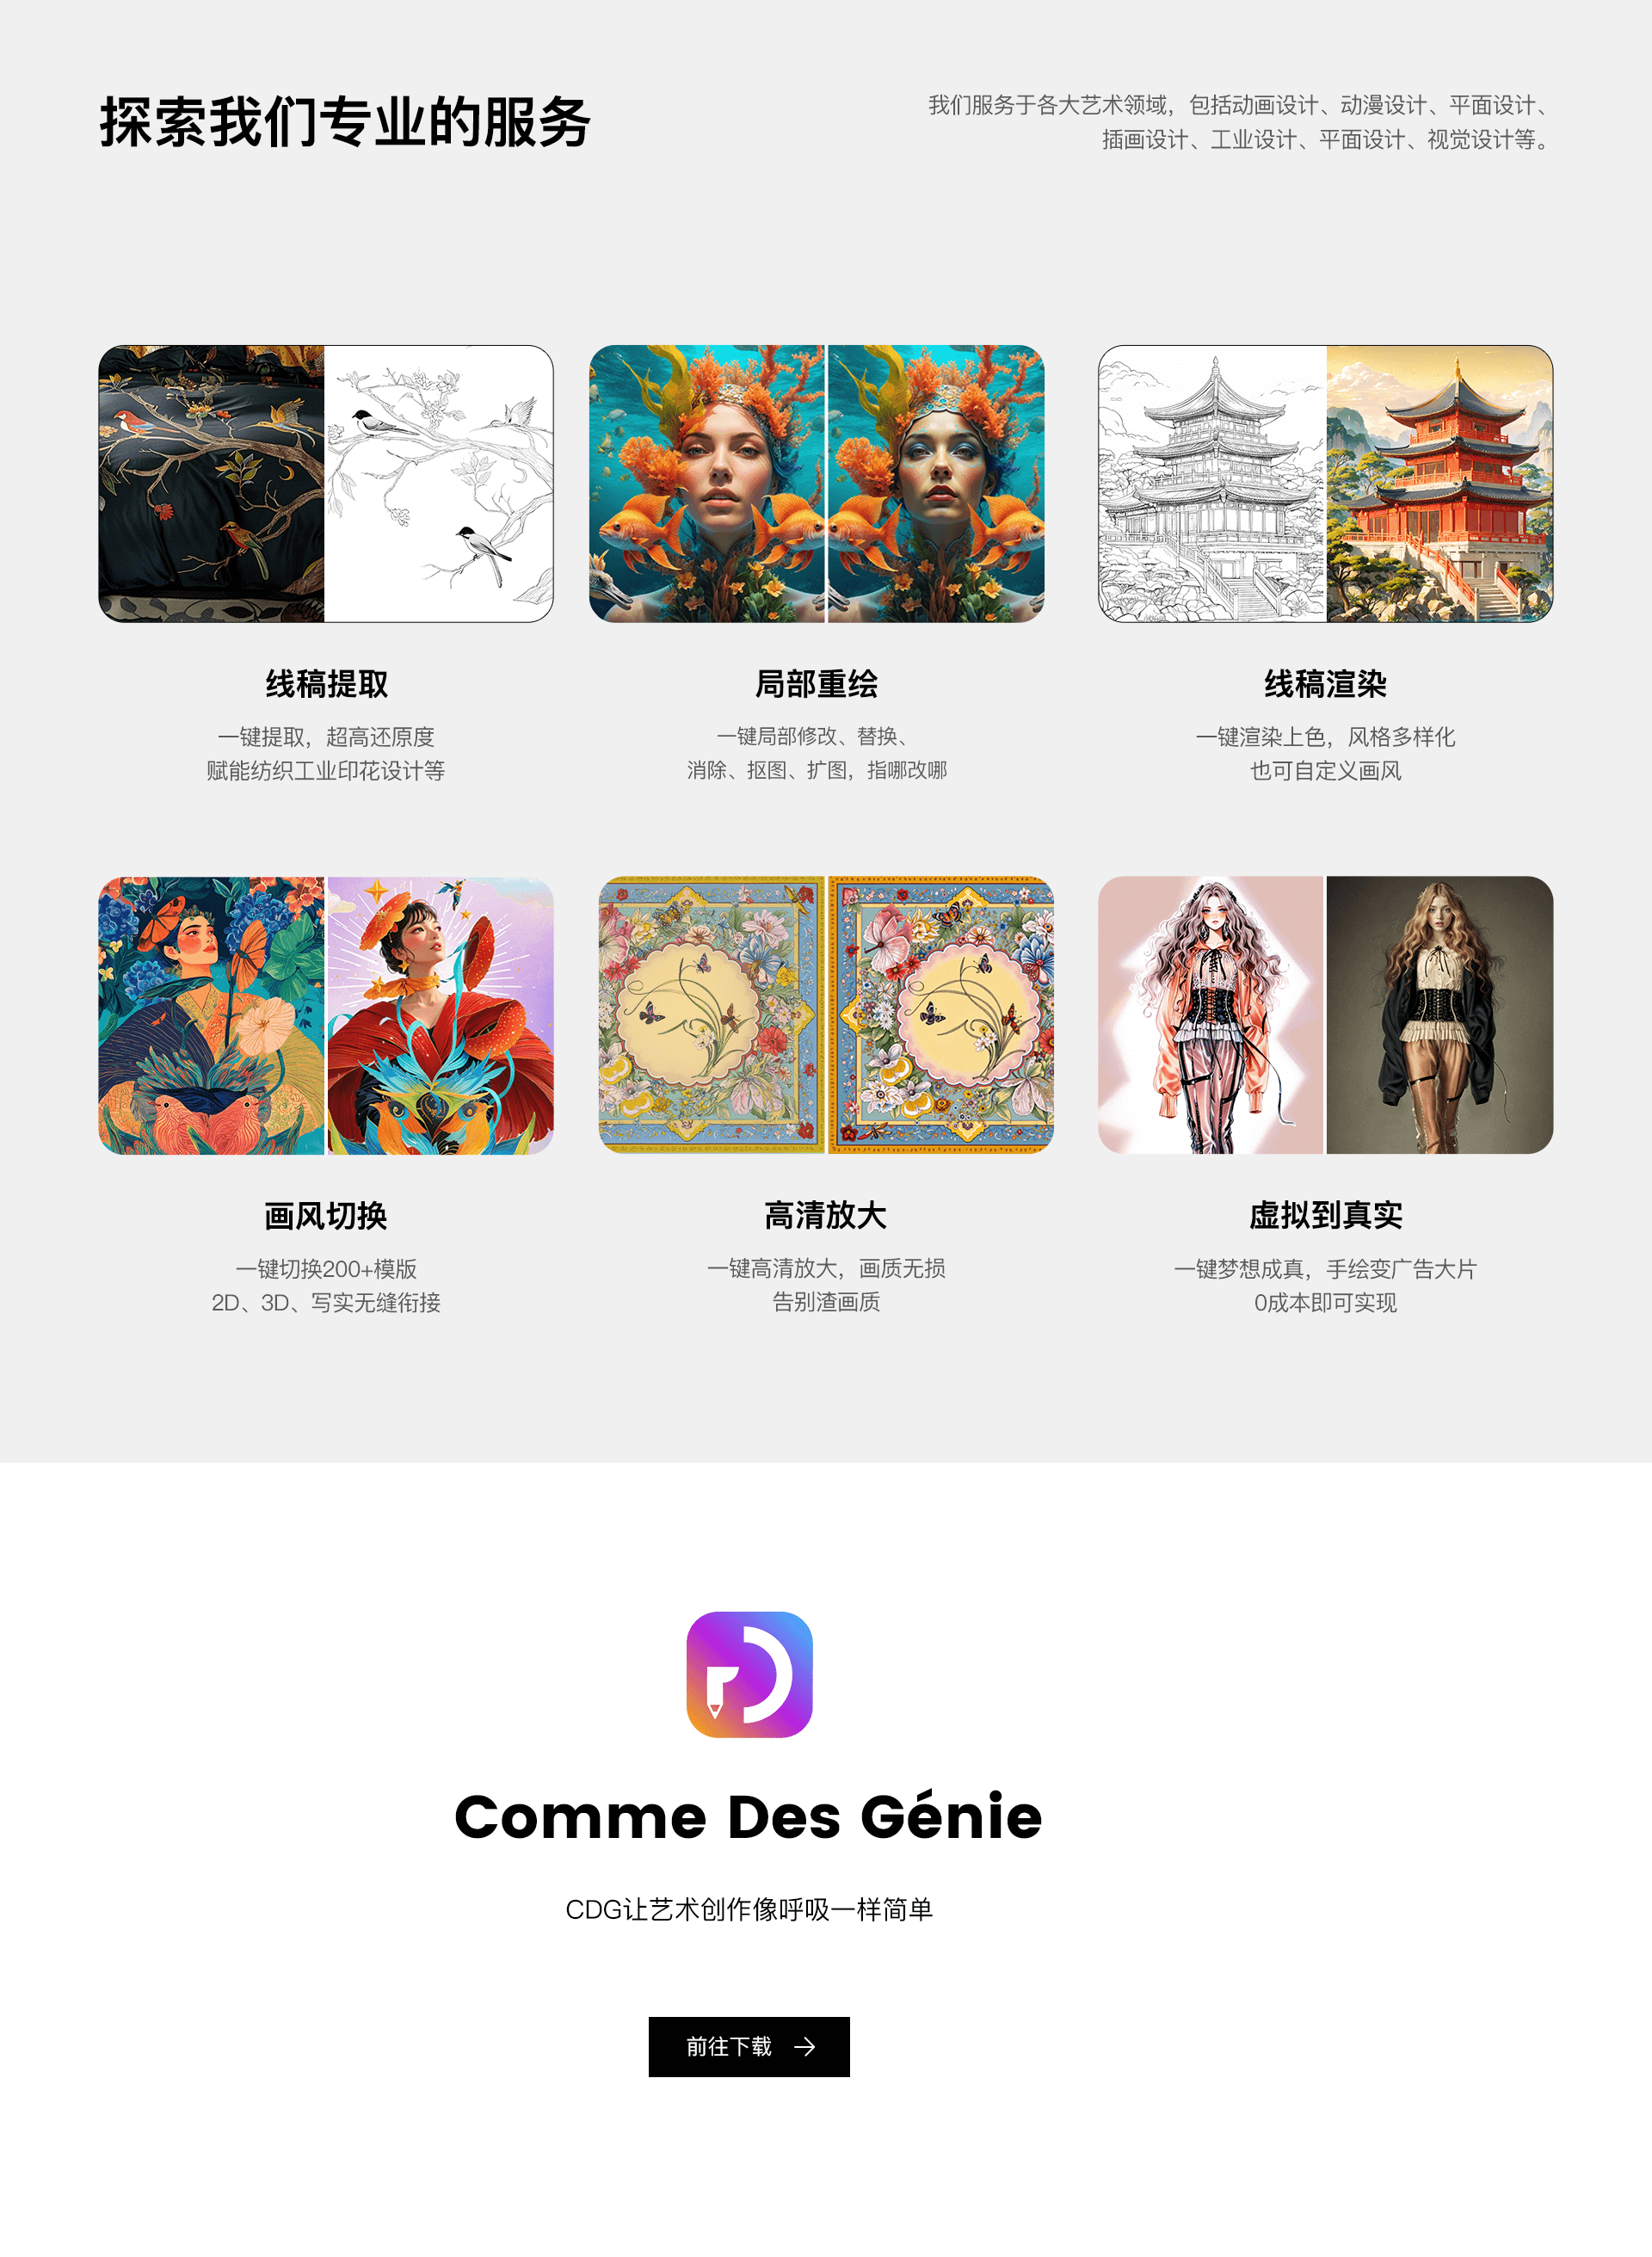 探索我们专业的服务
我们服务于各大艺术领域，包括动画设计、动漫设计、平面设计、
插画设计、工业设计、平面设计、视觉设计等。
线稿提取
一键提取，超高还原度
赋能纺织工业印花设计等
局部重绘
一键局部修改、替换、
消除、抠图、扩图，指哪改哪
线稿渲染
一键渲染上色，风格多样化
也可自定义画风
画风切换
一键切换200+模版
2D、3D、写实无缝衔接
高清放大
一键高清放大，画质无损
告别渣画质
虚拟到真实
一键梦想成真，手绘变广告大片
0成本即可实现
Comme Des Génie
CDG让艺术创作像呼吸一样简单
前往下载